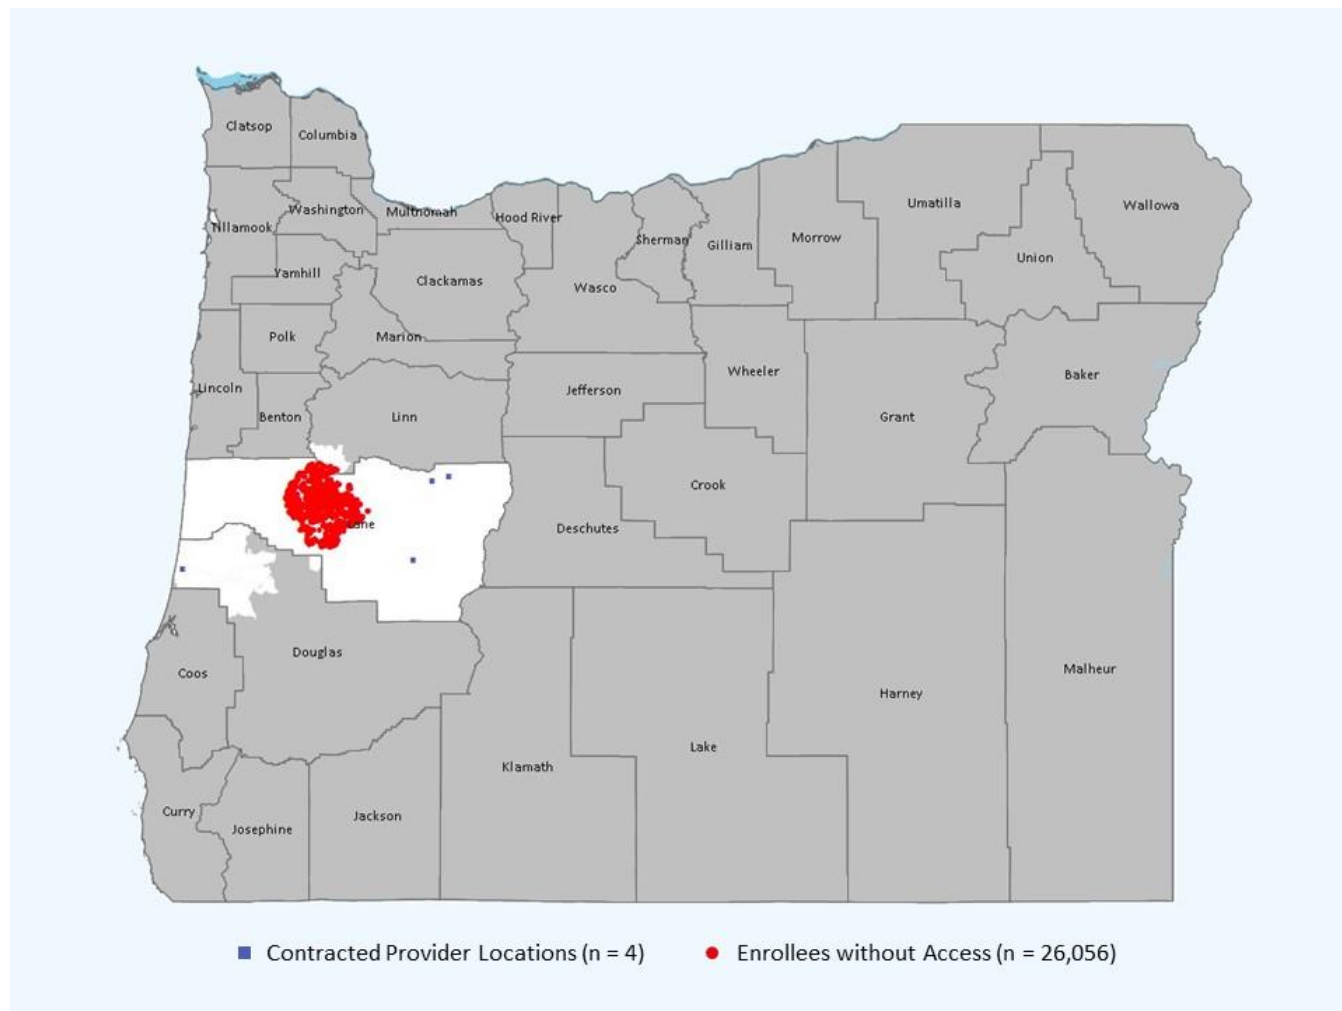 Clatsop
Columbia
Washington
Multnomah
Hood River
Tillamook
Sherman
Gilliam
Morrow
Umatilla
Wallowa
Union
Yamhill
Clackamas
Wasco
Polk
Marion
Wheeler
Baker
Lincoln
Jefferson
Benton
Linn
Grant
Crook
Lane
Deschutes
Douglas
Coos
Malheur
Harney
Lake
Klamath
Curry
Josephine
Jackson
Contracted Provider Locations (n = 4)
Enrollees without Access (n = 26,056)